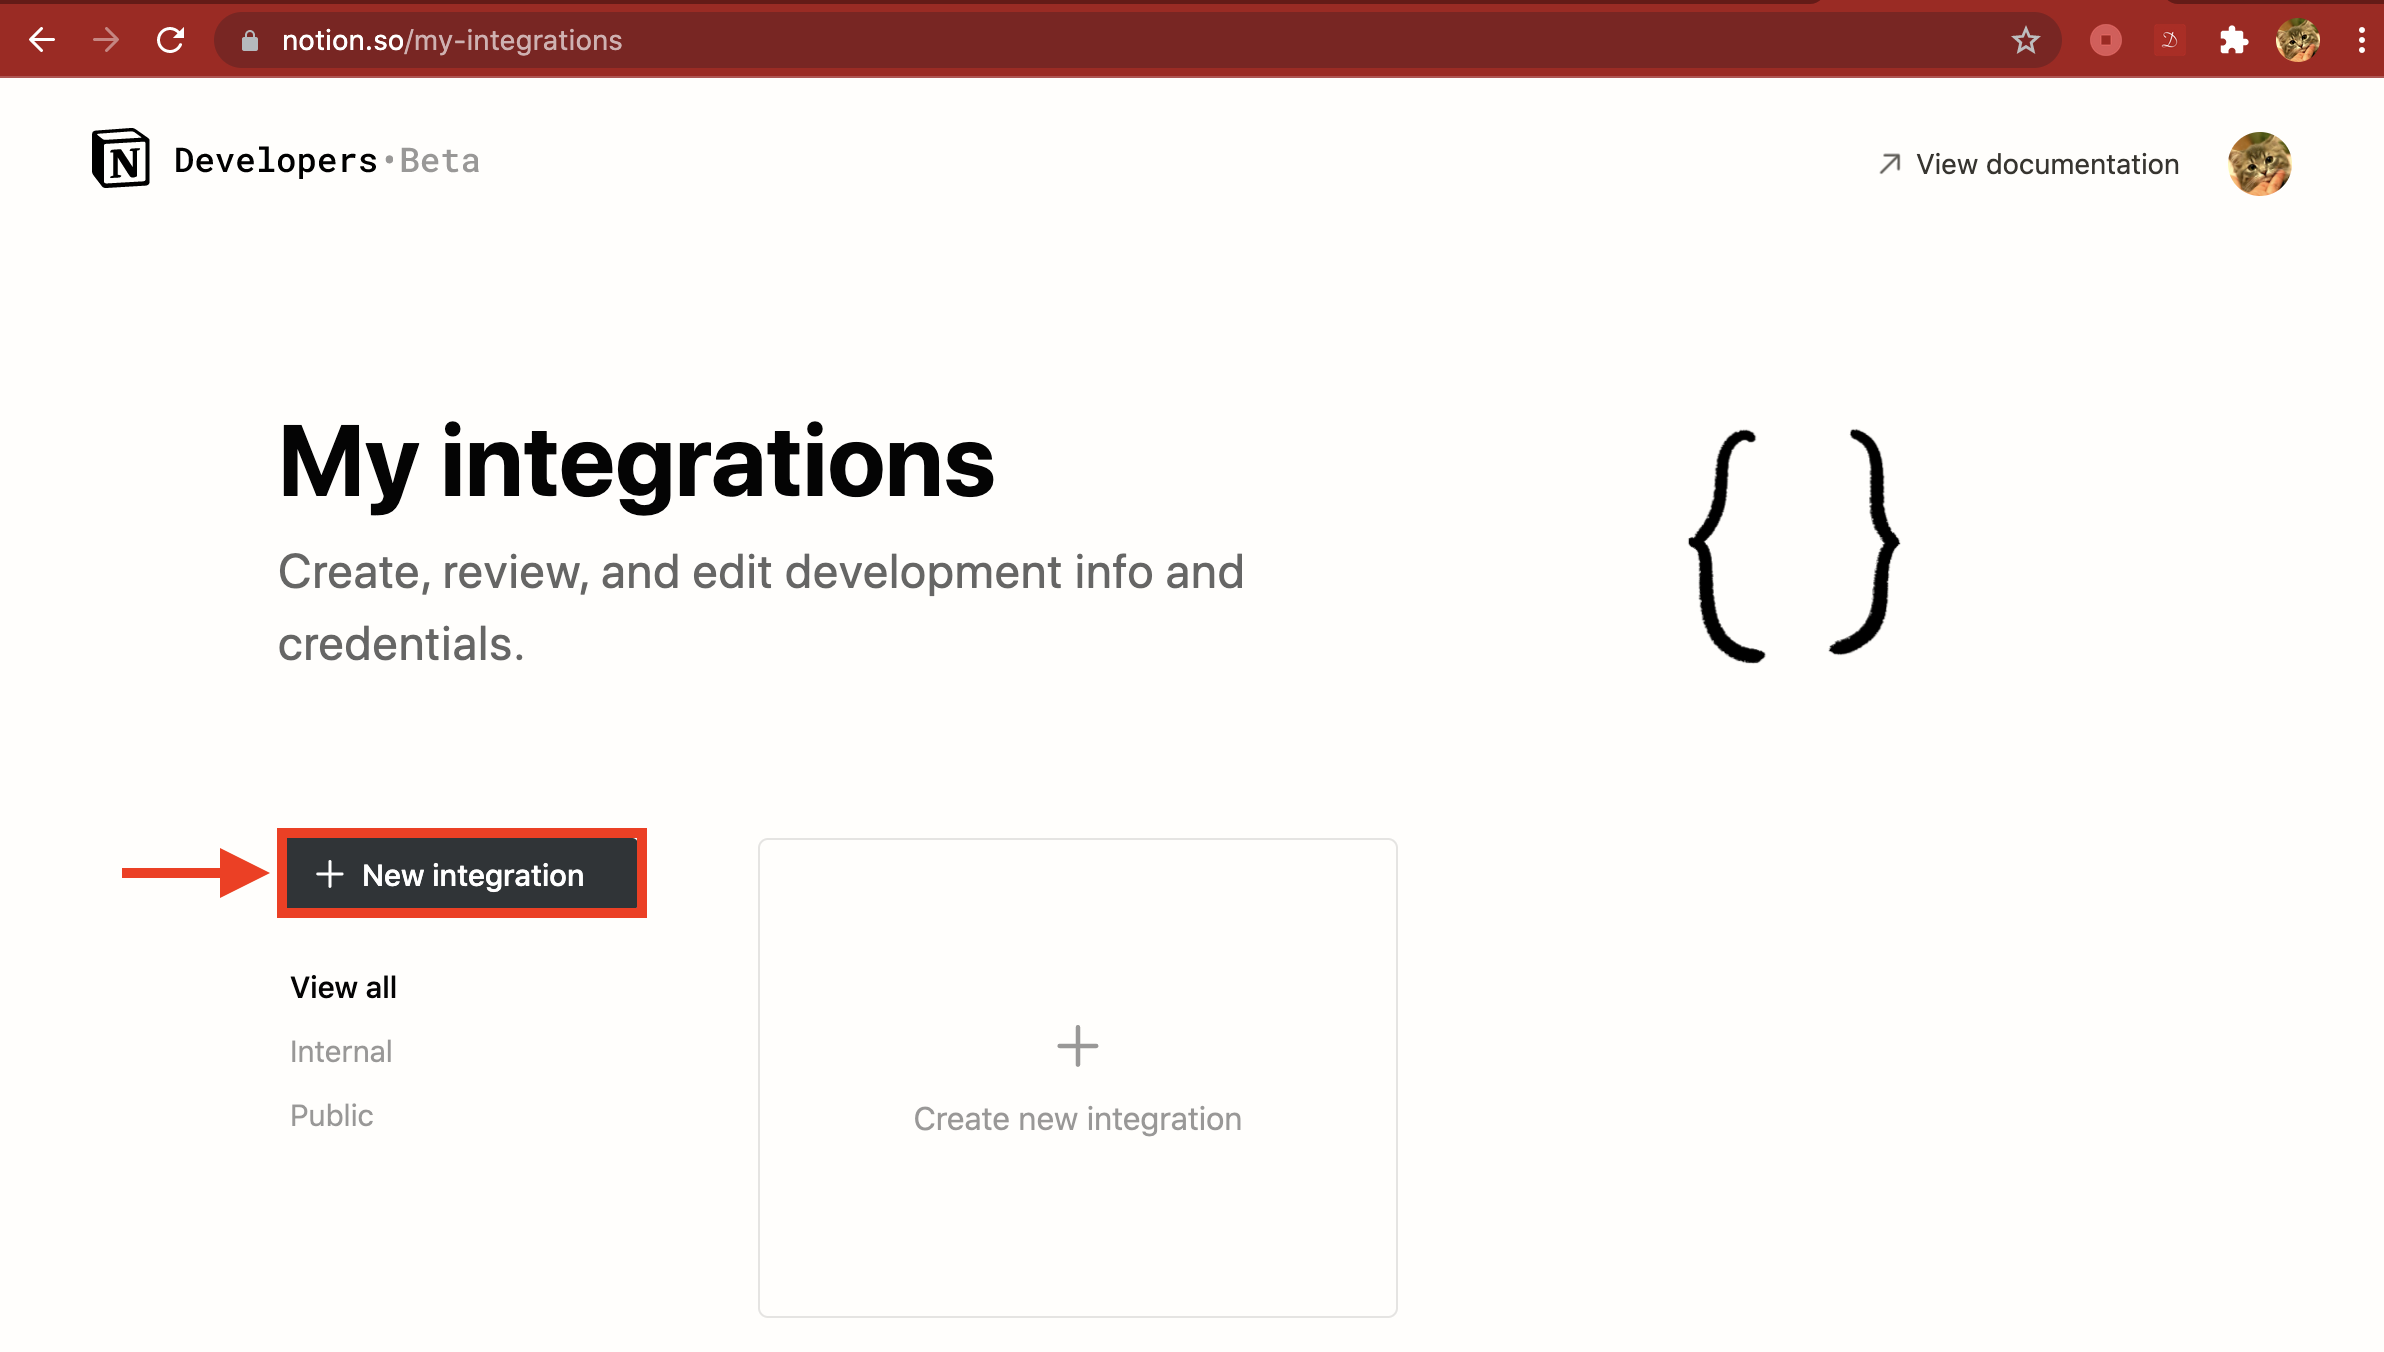 notion.so/my-integrations
Developers•Beta
View documentation
My integrations
Create, review, and edit development info and
credentials.
{ }
+ New integration
View all
Internal
Public
+
Create new integration